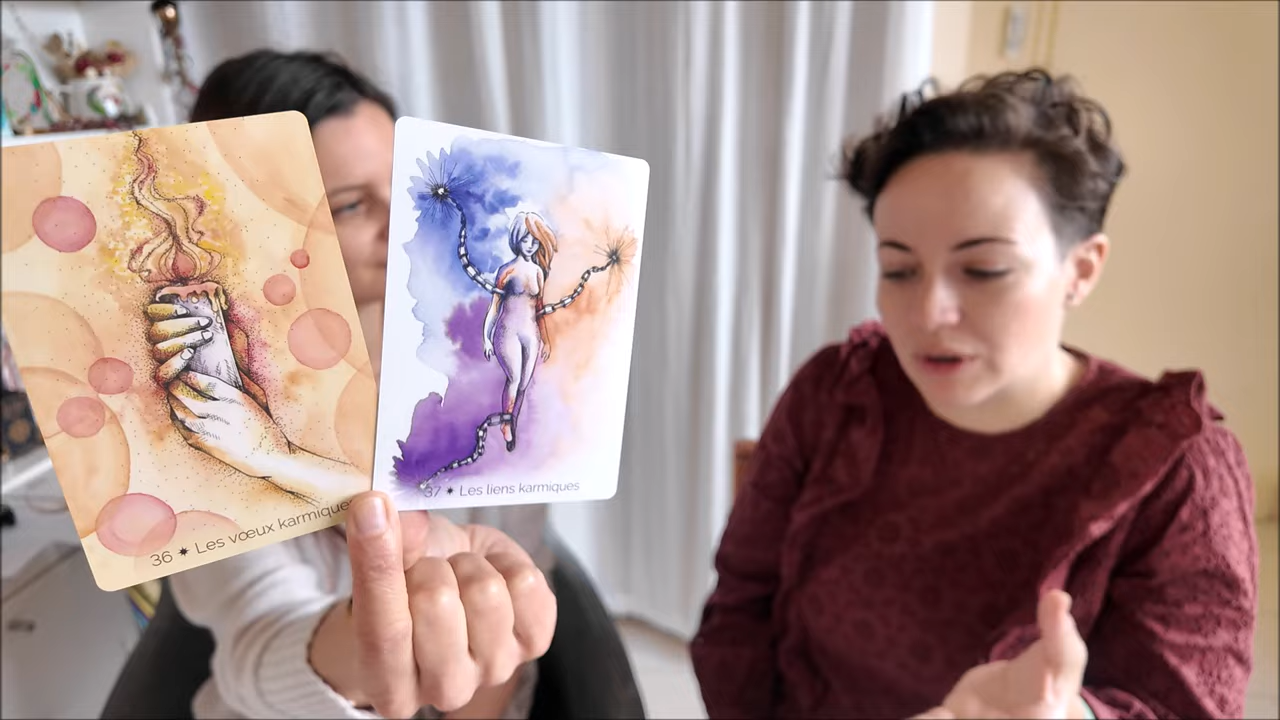 36 ✷ Les vœux karmique
37 ✷ Les liens karmiques